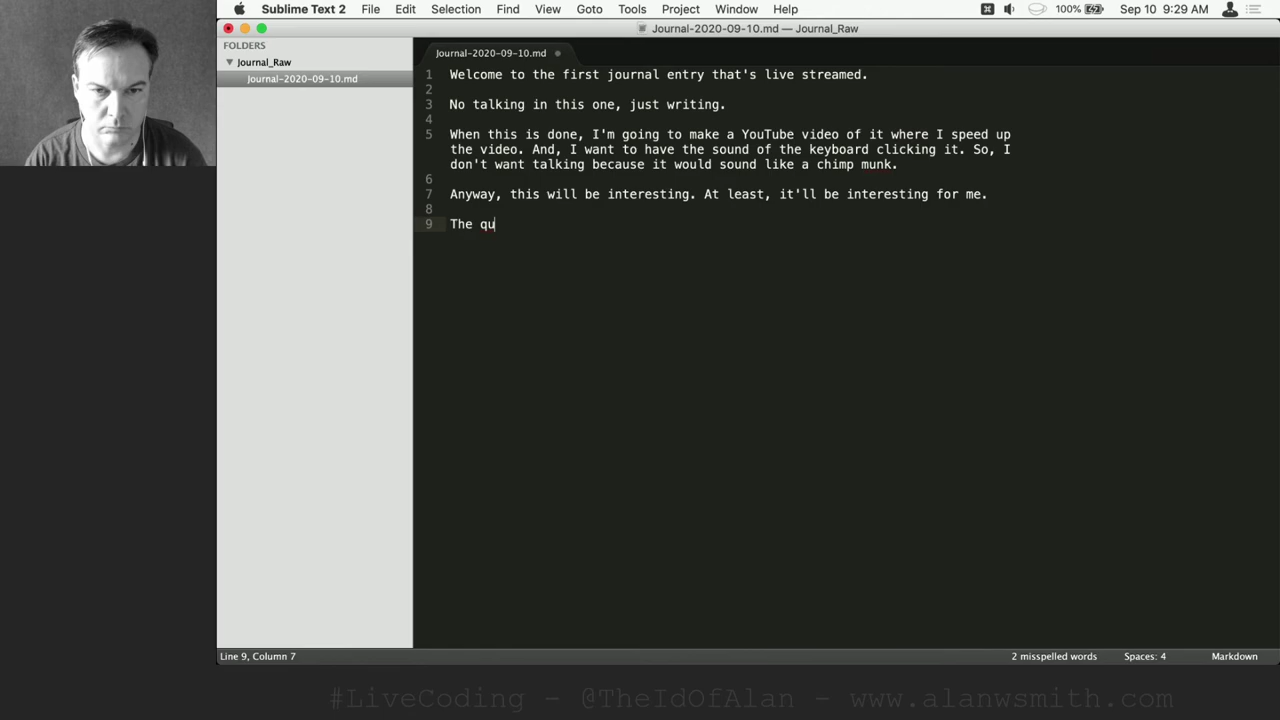 Sublime Text 2 File Edit Selection Find View Goto Tools Project Window Help 100% Sep 10 9:29 AM
Journal-2020-09-10.md — Journal_Raw
FOLDERS
Journal_Raw
Journal-2020-09-10.md
Journal-2020-09-10.md
1 Welcome to the first journal entry that's live streamed.
2
3 No talking in this one, just writing.
4
5 When this is done, I'm going to make a YouTube video of it where I speed up
the video. And, I want to have the sound of the keyboard clicking it. So, I
don't want talking because it would sound like a chimp munk.
6
7 Anyway, this will be interesting. At least, it'll be interesting for me.
8
9 The qu
Line 9, Column 7 2 misspelled words Spaces: 4 Markdown
#LiveCoding - @TheIdOfAlan - www.alanwsmith.com